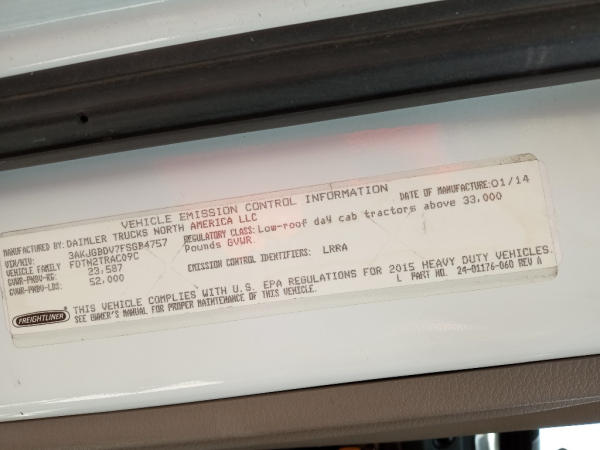 VEHICLE EMISSION CONTROL INFORMATION
MANUFACTURED BY: DAIMLER TRUCKS NORTH AMERICA LLC
DATE OF MANUFACTURE: 01/14
VIN/NIV: 3AKJGBDV7FSGB4757
REGULATORY CLASS: Low-roof day cab tractors above 33,000
Pounds GVWR.
VEHICLE FAMILY FDTN2TRAC09C
GVWR-PNBV-KG: 23,587
EMISSION CONTROL IDENTIFIERS: LRRA
GVWR-PNBV-LBS: 52,000
THIS VEHICLE COMPLIES WITH U.S. EPA REGULATIONS FOR 2015 HEAVY DUTY VEHICLES.
SEE OWNER'S MANUAL FOR PROPER MAINTENANCE OF THIS VEHICLE.
L PART NO. 24-01176-060 REV A
FREIGHTLINER